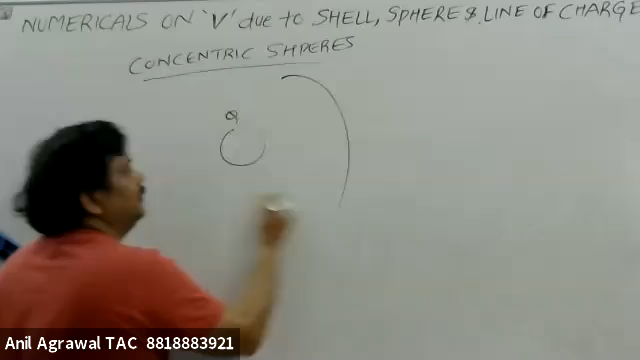 NUMERICALS ON 'V' due to SHELL, SPHERE &, LINE OF CHARGE
CONCENTRIC SHPERES
Q
Anil Agrawal TAC 8818883921